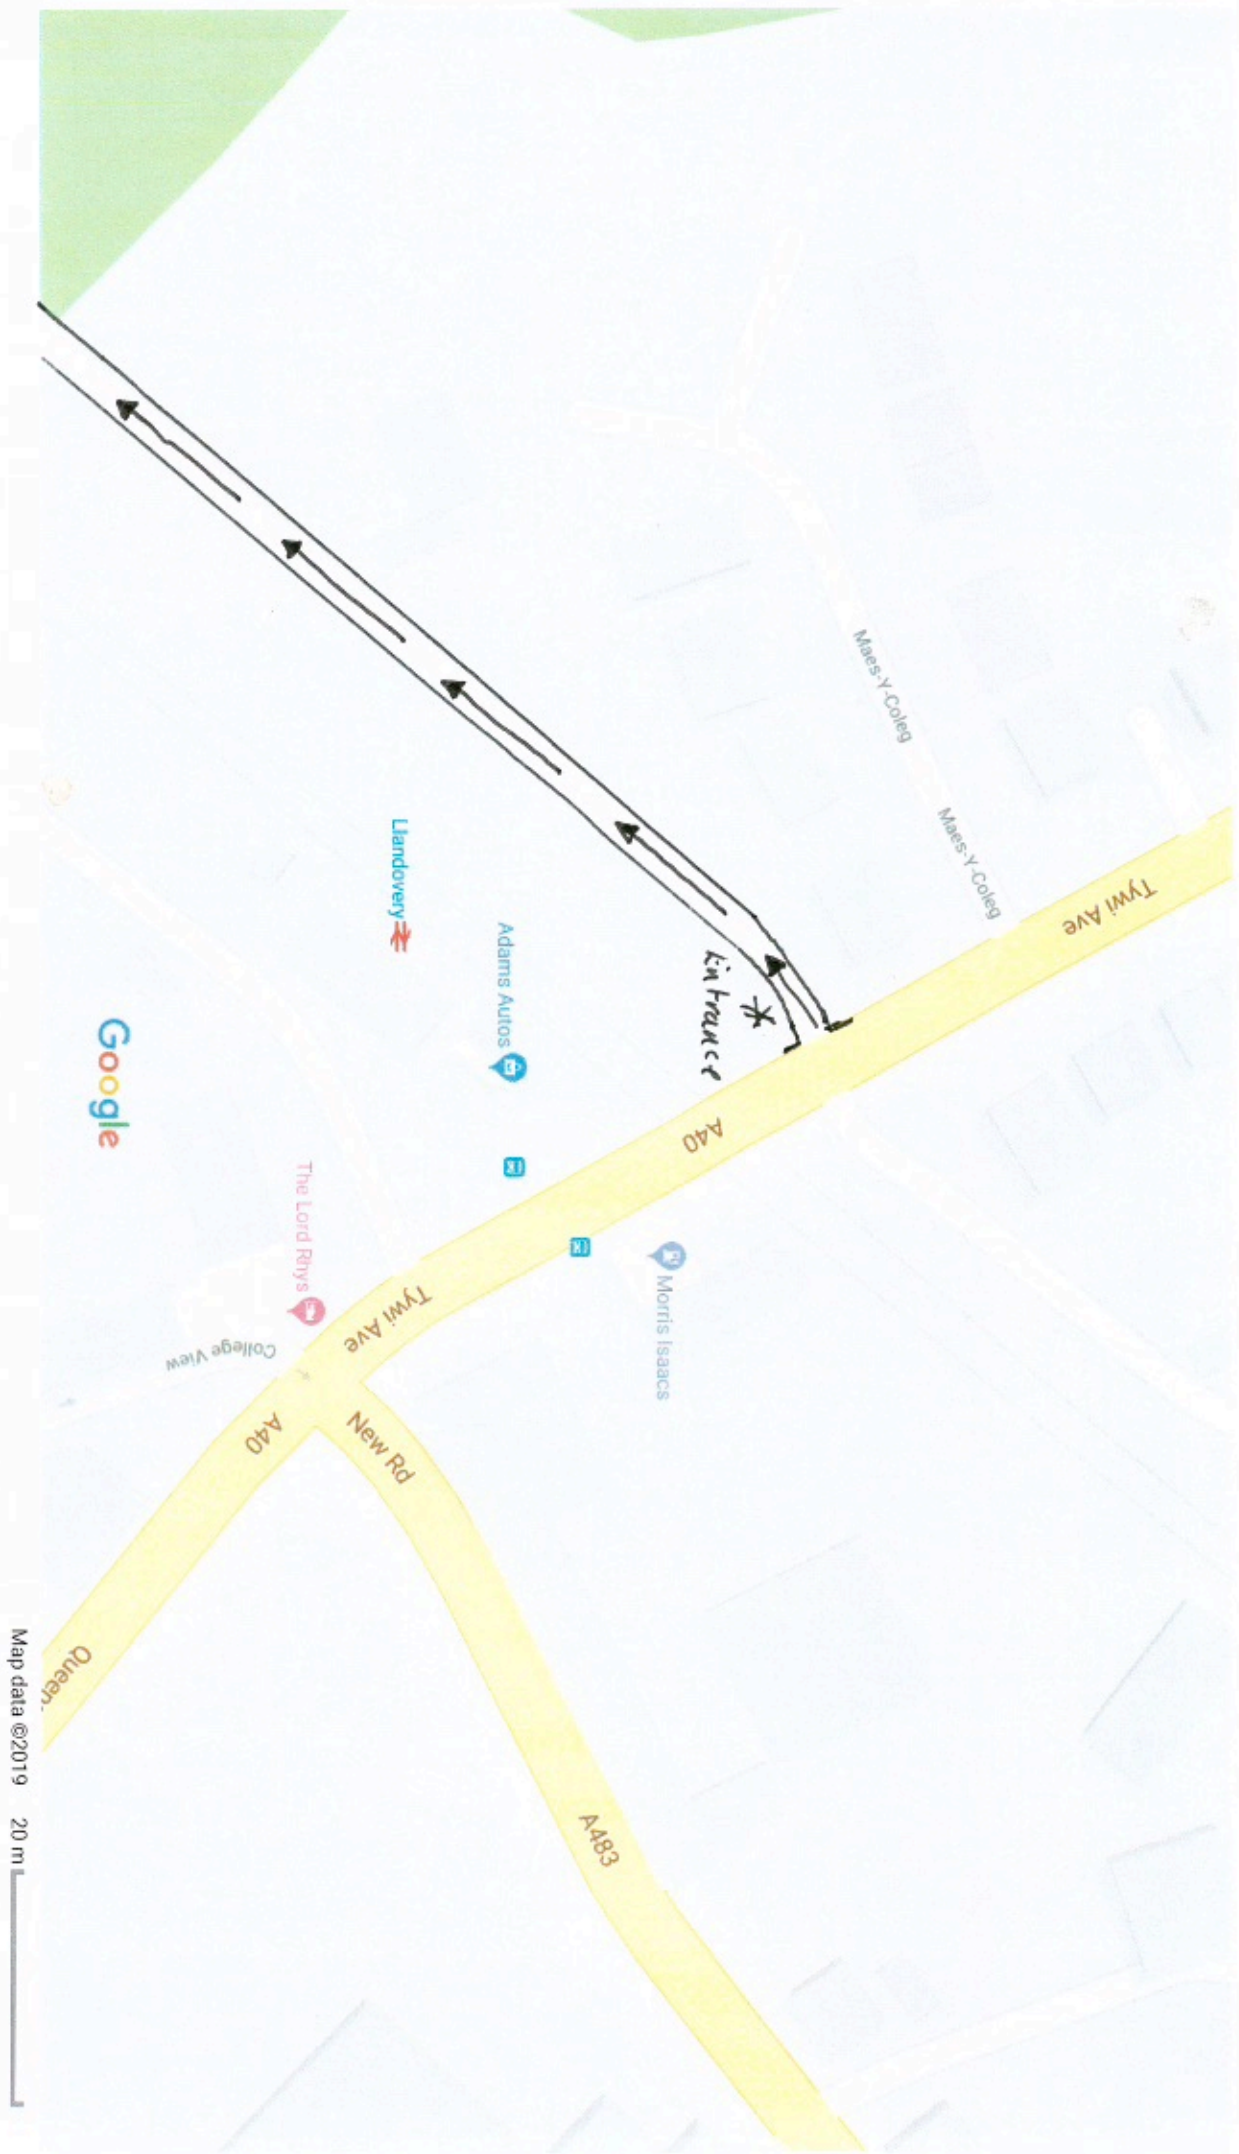 Tywi Ave
Maes-Y-Coleg
Maes-Y-Coleg
* Entrance
A40
Morris Isaacs
Adams Autos
Llandovery
Tywi Ave
The Lord Rhys
New Rd
A483
College View
A40
Queen
Google
Map data ©2019 20 m